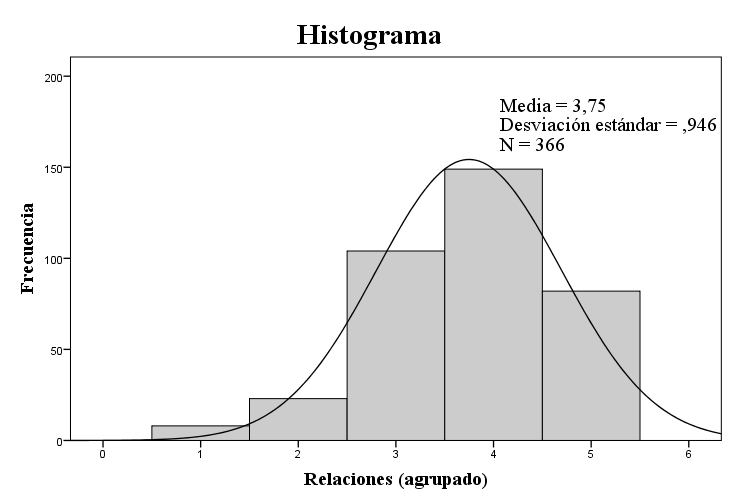 Histograma
200
150
100
50
0
Frecuencia
Media = 3,75
Desviación estándar = ,946
N = 366
0 1 2 3 4 5 6
Relaciones (agrupado)